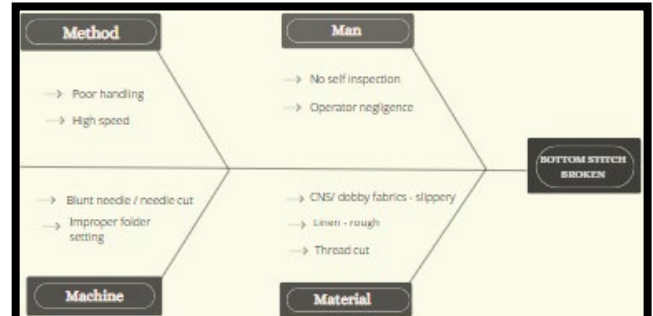 Method
Man
Poor handling
High speed
No self inspection
Operator negligence
BOTTOM STITCH
BROKEN
Blunt needle / needle cut
Improper folder
setting
CNS/ dobby fabrics - slippery
Linen - rough
Thread cut
Machine
Material